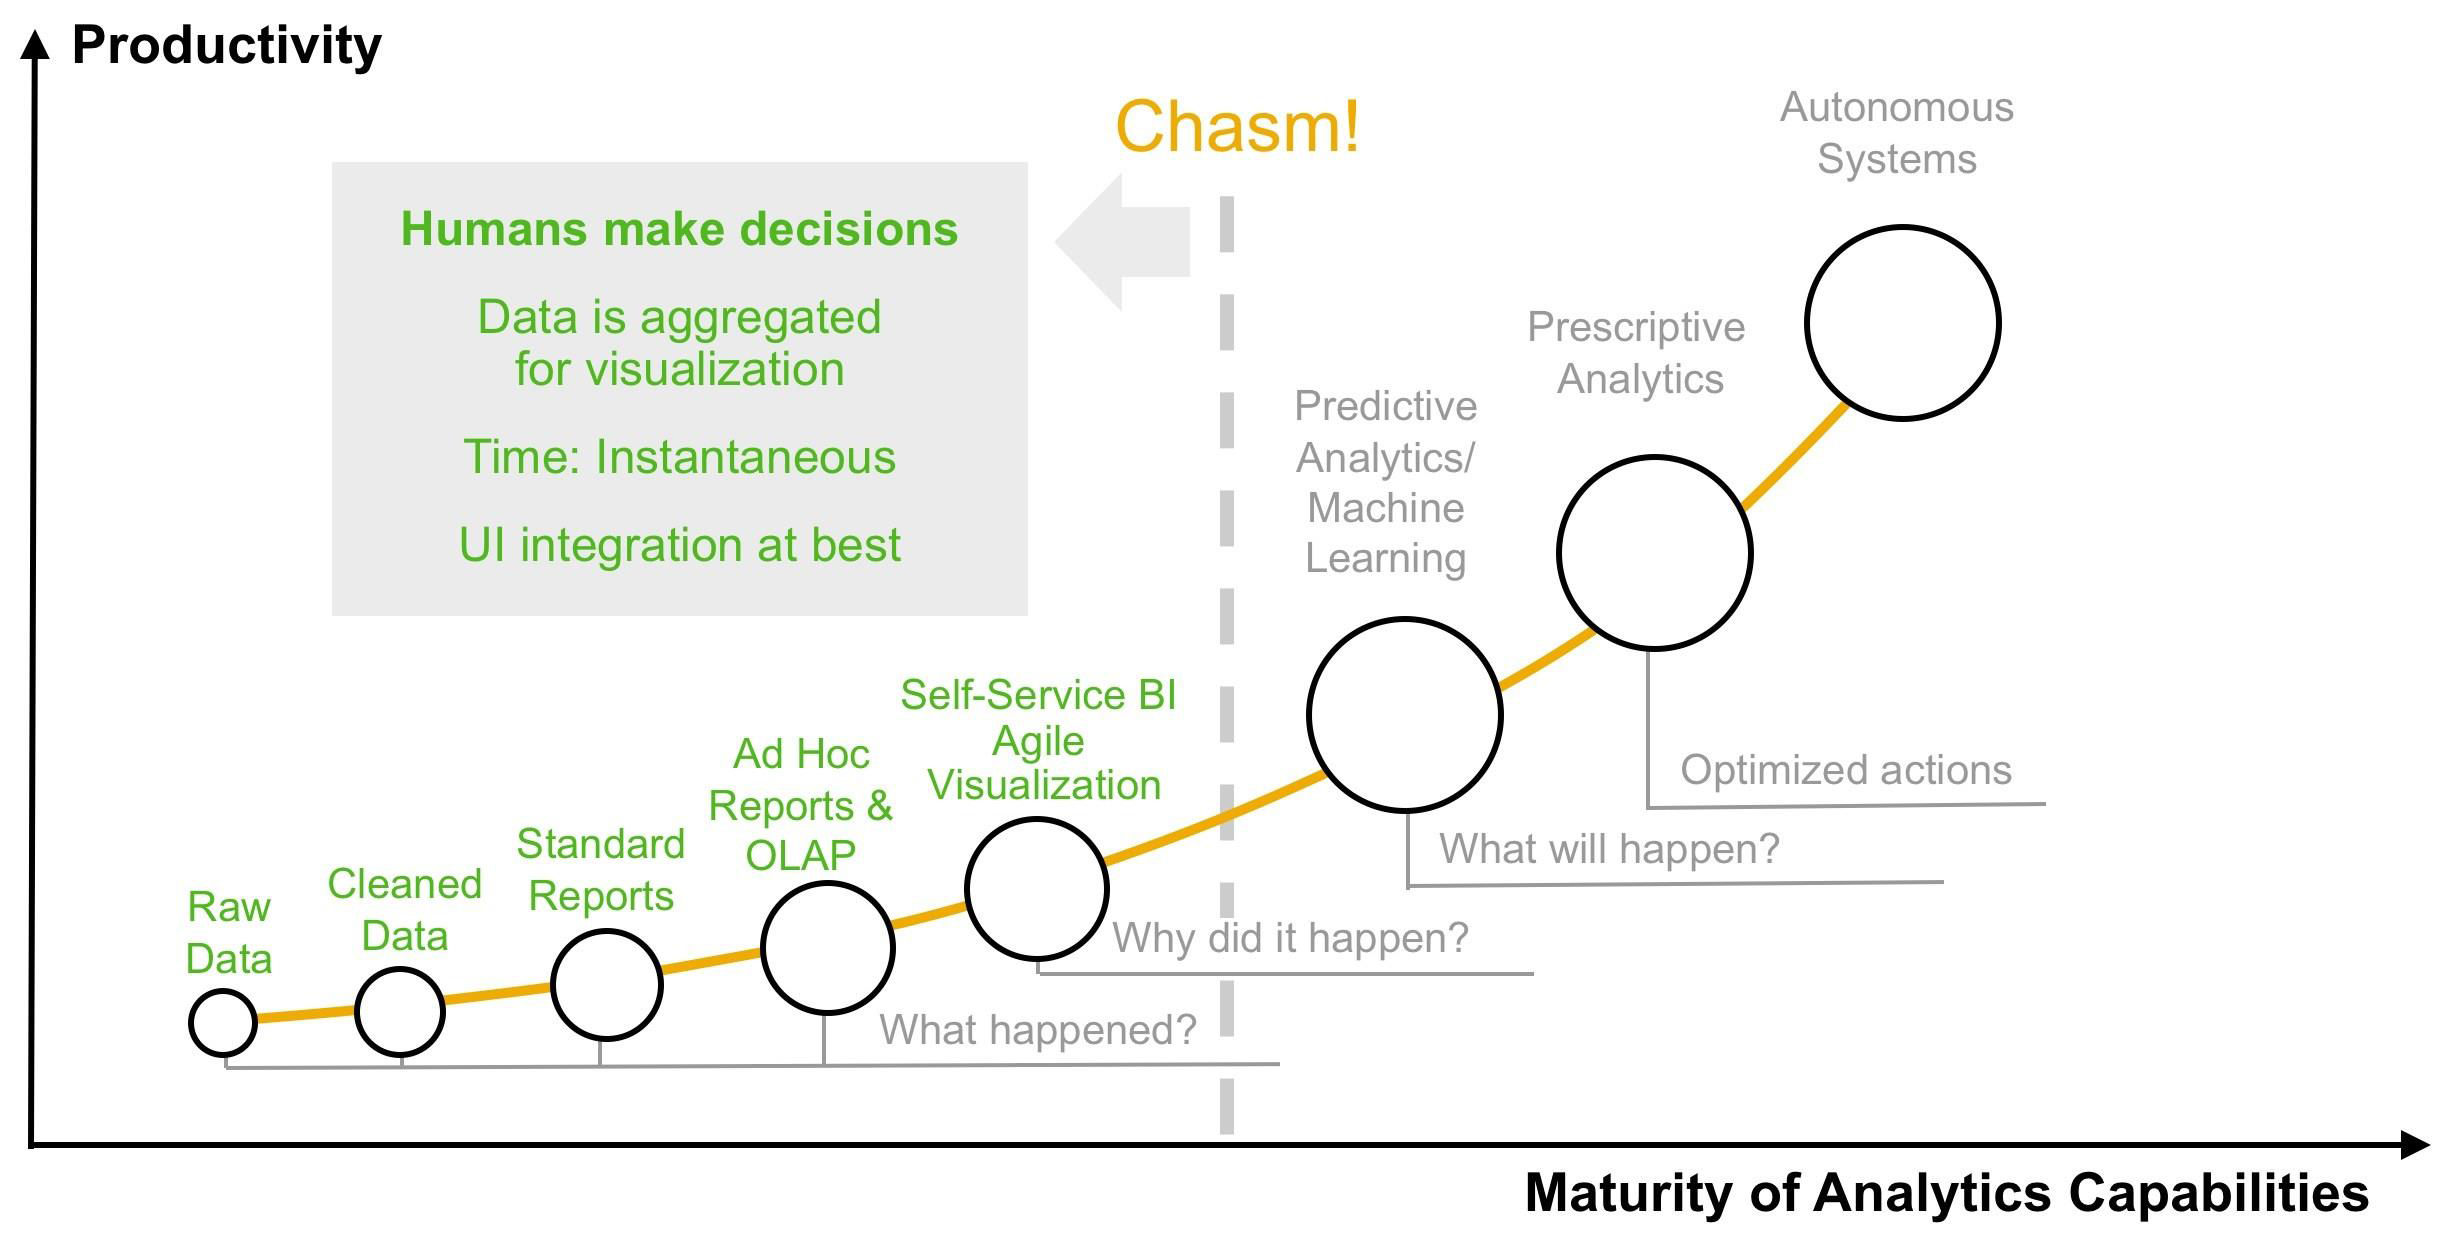 Productivity
Chasm!
Humans make decisions
Data is aggregated
for visualization
Time: Instantaneous
UI integration at best
Raw
Data
Cleaned
Data
Standard
Reports
Ad Hoc
Reports &
OLAP
Self-Service BI
Agile
Visualization
Predictive
Analytics/
Machine
Learning
Prescriptive
Analytics
Autonomous
Systems
What happened?
Why did it happen?
What will happen?
Optimized actions
Maturity of Analytics Capabilities